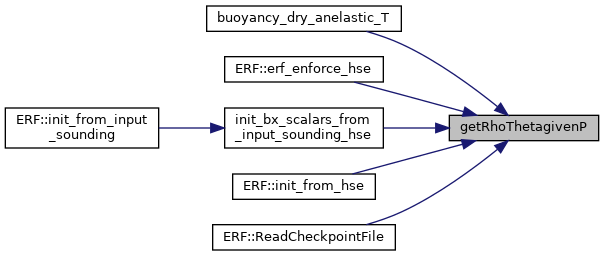 buoyancy_dry_anelastic_T
ERF::erf_enforce_hse
ERF::init_from_input
_sounding
init_bx_scalars_from
_input_sounding_hse
getRhoThetagivenP
ERF::init_from_hse
ERF::ReadCheckpointFile